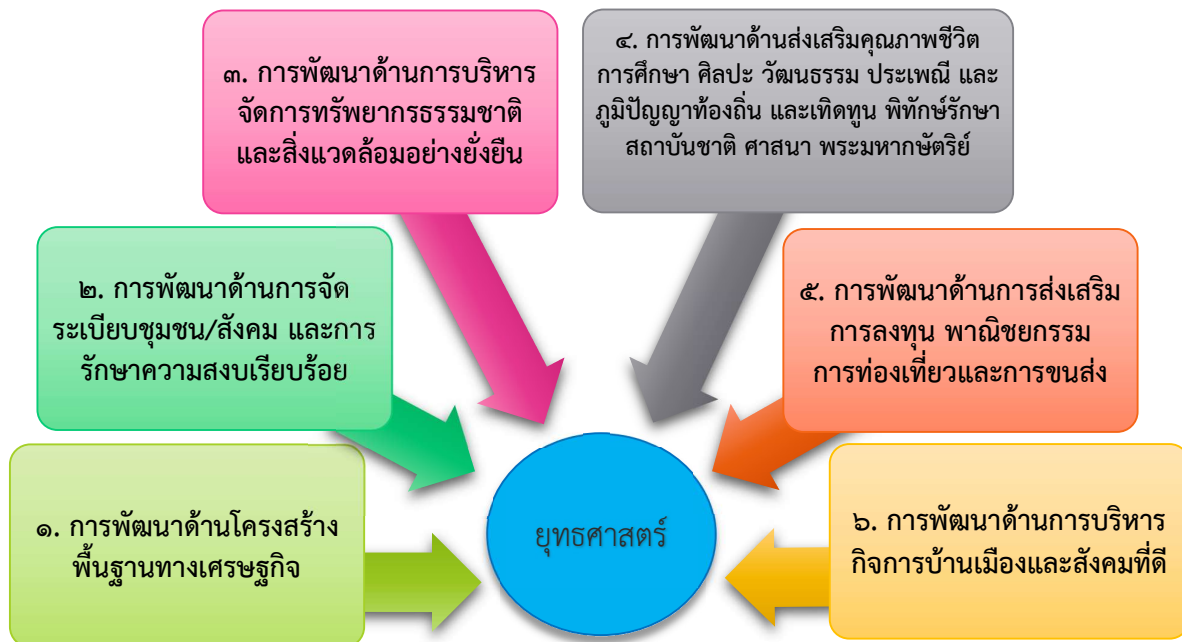 ๓. การพัฒนาด้านการบริหาร
จัดการทรัพยากรธรรมชาติ
และสิ่งแวดล้อมอย่างยั่งยืน
๔. การพัฒนาด้านส่งเสริมคุณภาพชีวิต
การศึกษา ศิลปะ วัฒนธรรม ประเพณี และ
ภูมิปัญญาท้องถิ่น และเทิดทูน พิทักษ์รักษา
สถาบันชาติ ศาสนา พระมหากษัตริย์
๒. การพัฒนาด้านการจัด
ระเบียบชุมชน/สังคม และการ
รักษาความสงบเรียบร้อย
๕. การพัฒนาด้านการส่งเสริม
การลงทุน พาณิชยกรรม
การท่องเที่ยวและการขนส่ง
๑. การพัฒนาด้านโครงสร้าง
พื้นฐานทางเศรษฐกิจ
ยุทธศาสตร์
๖. การพัฒนาด้านการบริหาร
กิจการบ้านเมืองและสังคมที่ดี